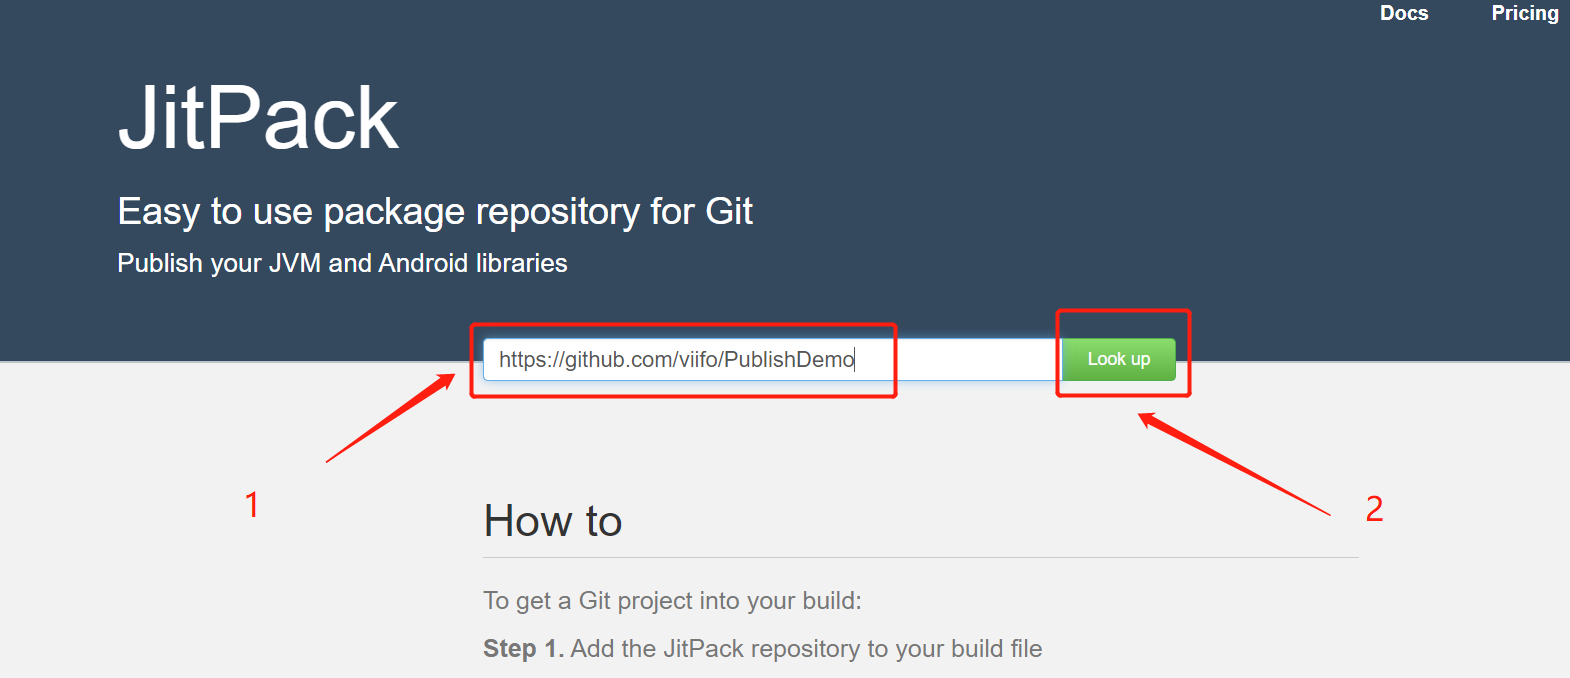 Docs Pricing
JitPack
Easy to use package repository for Git
Publish your JVM and Android libraries
https://github.com/viifo/PublishDemo Look up
1
2
How to
To get a Git project into your build:
Step 1. Add the JitPack repository to your build file